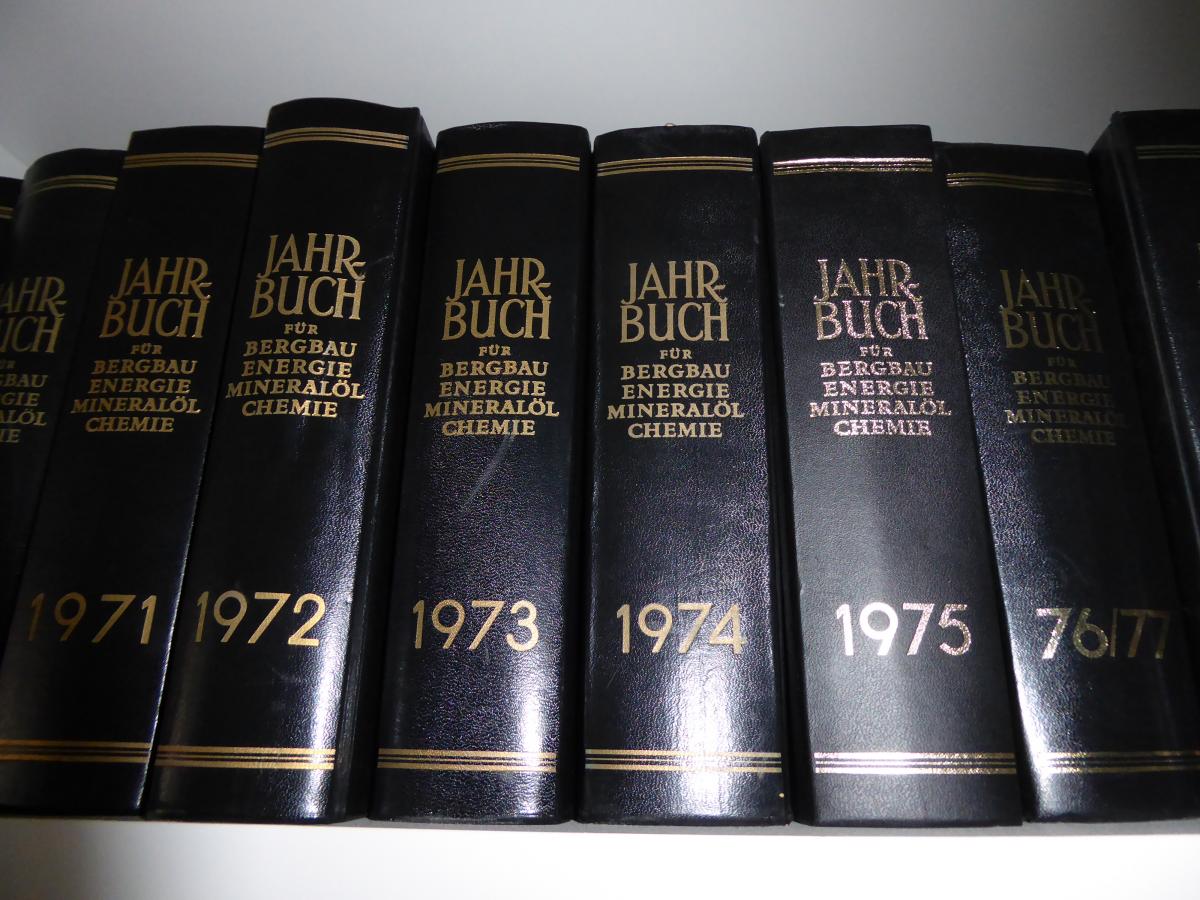 JAHR-
BUCH
FÜR
BERGBAU
ENERGIE
MINERALÖL
CHEMIE
1971
JAHR-
BUCH
FÜR
BERGBAU
ENERGIE
MINERALÖL
CHEMIE
1972
JAHR-
BUCH
FÜR
BERGBAU
ENERGIE
MINERALÖL
CHEMIE
1973
JAHR-
BUCH
FÜR
BERGBAU
ENERGIE
MINERALÖL
CHEMIE
1974
JAHR-
BUCH
FÜR
BERGBAU
ENERGIE
MINERALÖL
CHEMIE
1975
JAHR-
BUCH
FÜR
BERGBAU
ENERGIE
MINERALÖL
CHEMIE
76/77